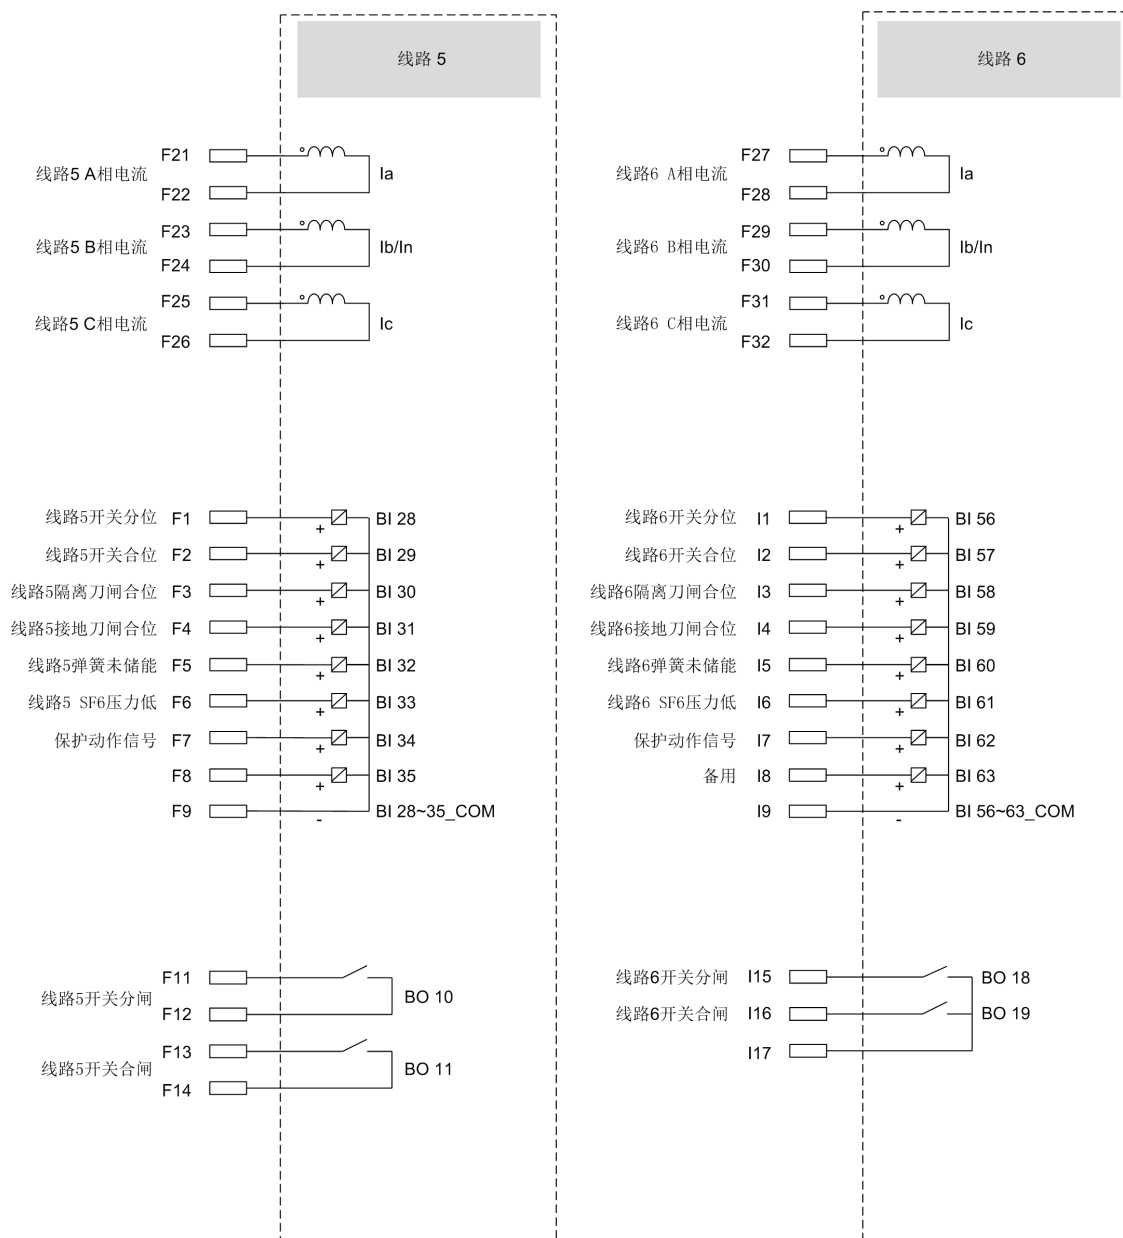 线路 5
F21
线路5 A相电流
Ia
F22
F23
线路5 B相电流
Ib/In
F24
F25
线路5 C相电流
Ic
F26
线路5开关分位 F1 + BI 28
线路5开关合位 F2 + BI 29
线路5隔离刀闸合位 F3 + BI 30
线路5接地刀闸合位 F4 + BI 31
线路5弹簧未储能 F5 + BI 32
线路5 SF6压力低 F6 + BI 33
保护动作信号 F7 + BI 34
F8 + BI 35
F9 - BI 28~35_COM
F11
线路5开关分闸
BO 10
F12
F13
线路5开关合闸
BO 11
F14
线路 6
F27
线路6 A相电流
Ia
F28
F29
线路6 B相电流
Ib/In
F30
F31
线路6 C相电流
Ic
F32
线路6开关分位 I1 + BI 56
线路6开关合位 I2 + BI 57
线路6隔离刀闸合位 I3 + BI 58
线路6接地刀闸合位 I4 + BI 59
线路6弹簧未储能 I5 + BI 60
线路6 SF6压力低 I6 + BI 61
保护动作信号 I7 + BI 62
备用 I8 + BI 63
I9 - BI 56~63_COM
线路6开关分闸 I15 BO 18
线路6开关合闸 I16 BO 19
I17